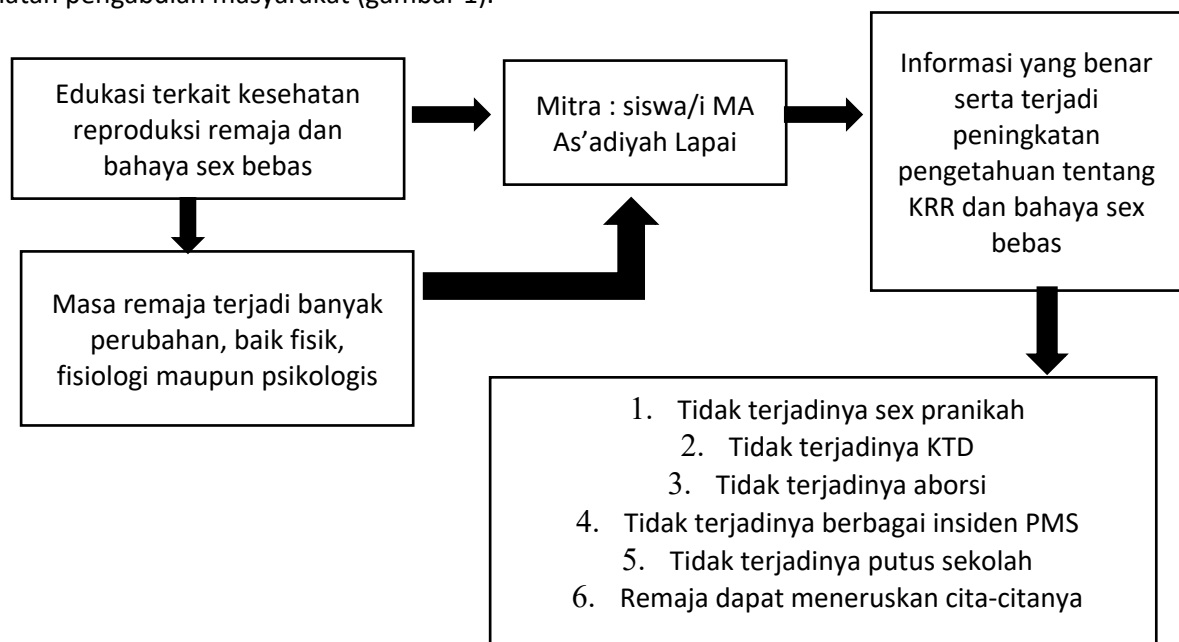 Edukasi terkait kesehatan
reproduksi remaja dan
bahaya sex bebas
Mitra : siswa/i MA
As’adiyah Lapai
Informasi yang benar
serta terjadi
peningkatan
pengetahuan tentang
KRR dan bahaya sex
bebas
Masa remaja terjadi banyak
perubahan, baik fisik,
fisiologi maupun psikologis
1. Tidak terjadinya sex pranikah
2. Tidak terjadinya KTD
3. Tidak terjadinya aborsi
4. Tidak terjadinya berbagai insiden PMS
5. Tidak terjadinya putus sekolah
6. Remaja dapat meneruskan cita-citanya